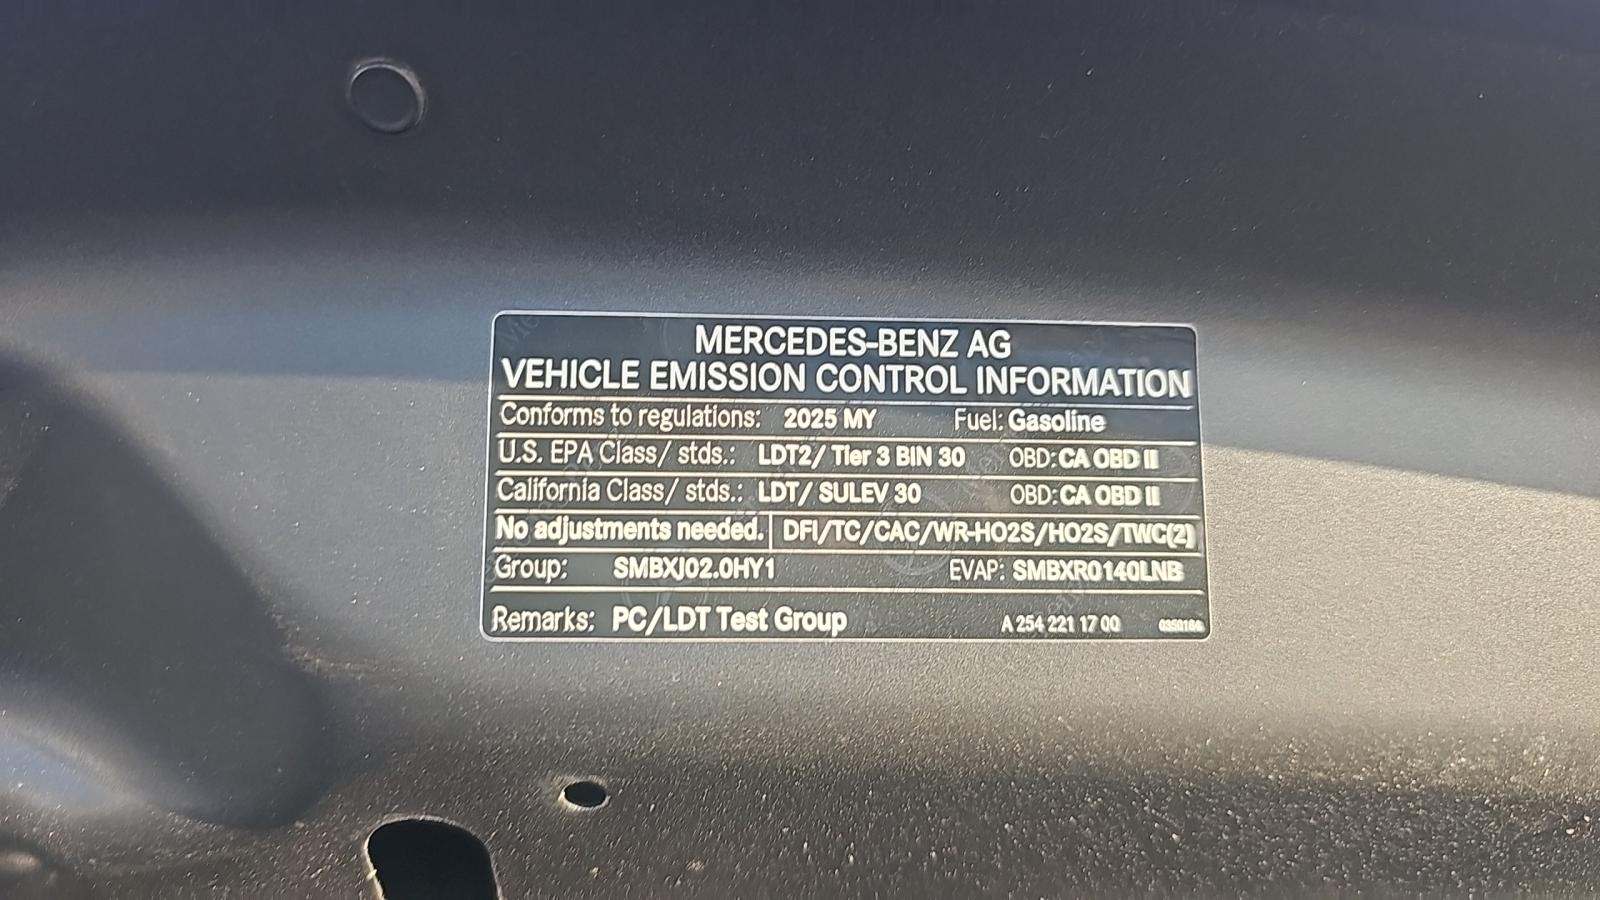 MERCEDES-BENZ AG
VEHICLE EMISSION CONTROL INFORMATION
Conforms to regulations: 2025 MY Fuel: Gasoline
U.S. EPA Class/ stds.: LDT2/ Tier 3 BIN 30 OBD: CA OBD II
California Class/ stds.: LDT/ SULEV 30 OBD: CA OBD II
No adjustments needed. DFI/TC/CAC/WR-HO2S/HO2S/TWC(2)
Group: SMBXJ02.0HY1 EVAP: SMBXR0140LNB
Remarks: PC/LDT Test Group A 254 221 17 00